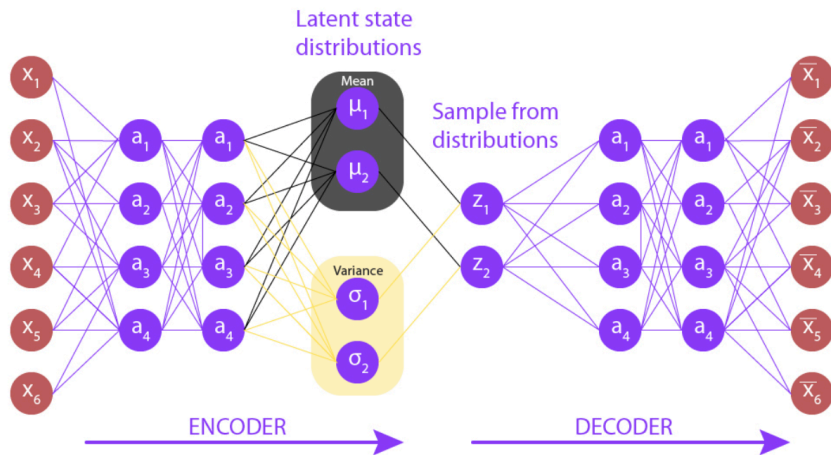 Latent state
distributions
Mean
Sample from
distributions
Variance
x₁
x₂
x₃
x₄
x₅
x₆
a₁
a₂
a₃
a₄
a₁
a₂
a₃
a₄
μ₁
μ₂
σ₁
σ₂
z₁
z₂
a₁
a₂
a₃
a₄
a₁
a₂
a₃
a₄
x̅₁
x̅₂
x̅₃
x̅₄
x̅₅
x̅₆
ENCODER
DECODER